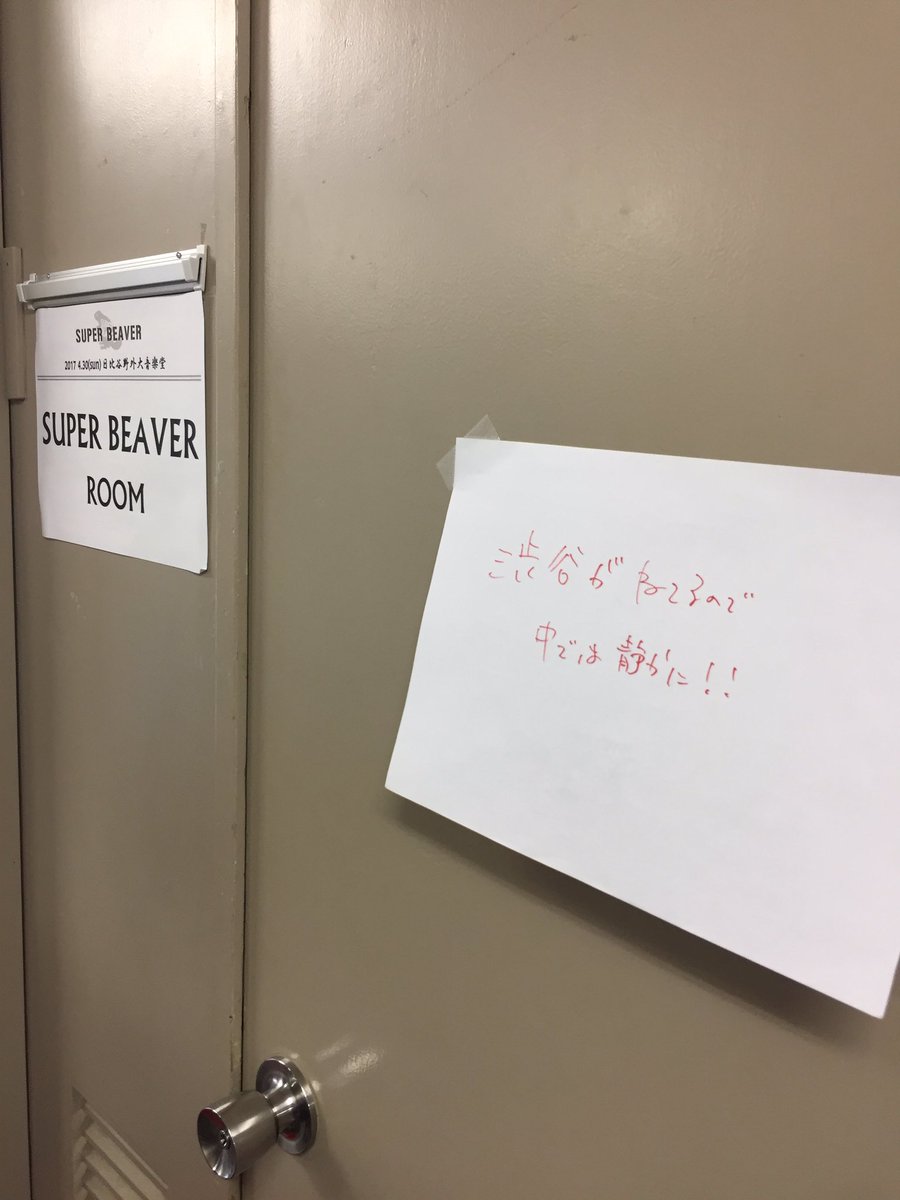 SUPER BEAVER
2017 4.30(sun) 日比谷野外大音楽堂
SUPER BEAVER
ROOM
渋谷がねてるので
中では静かに!!